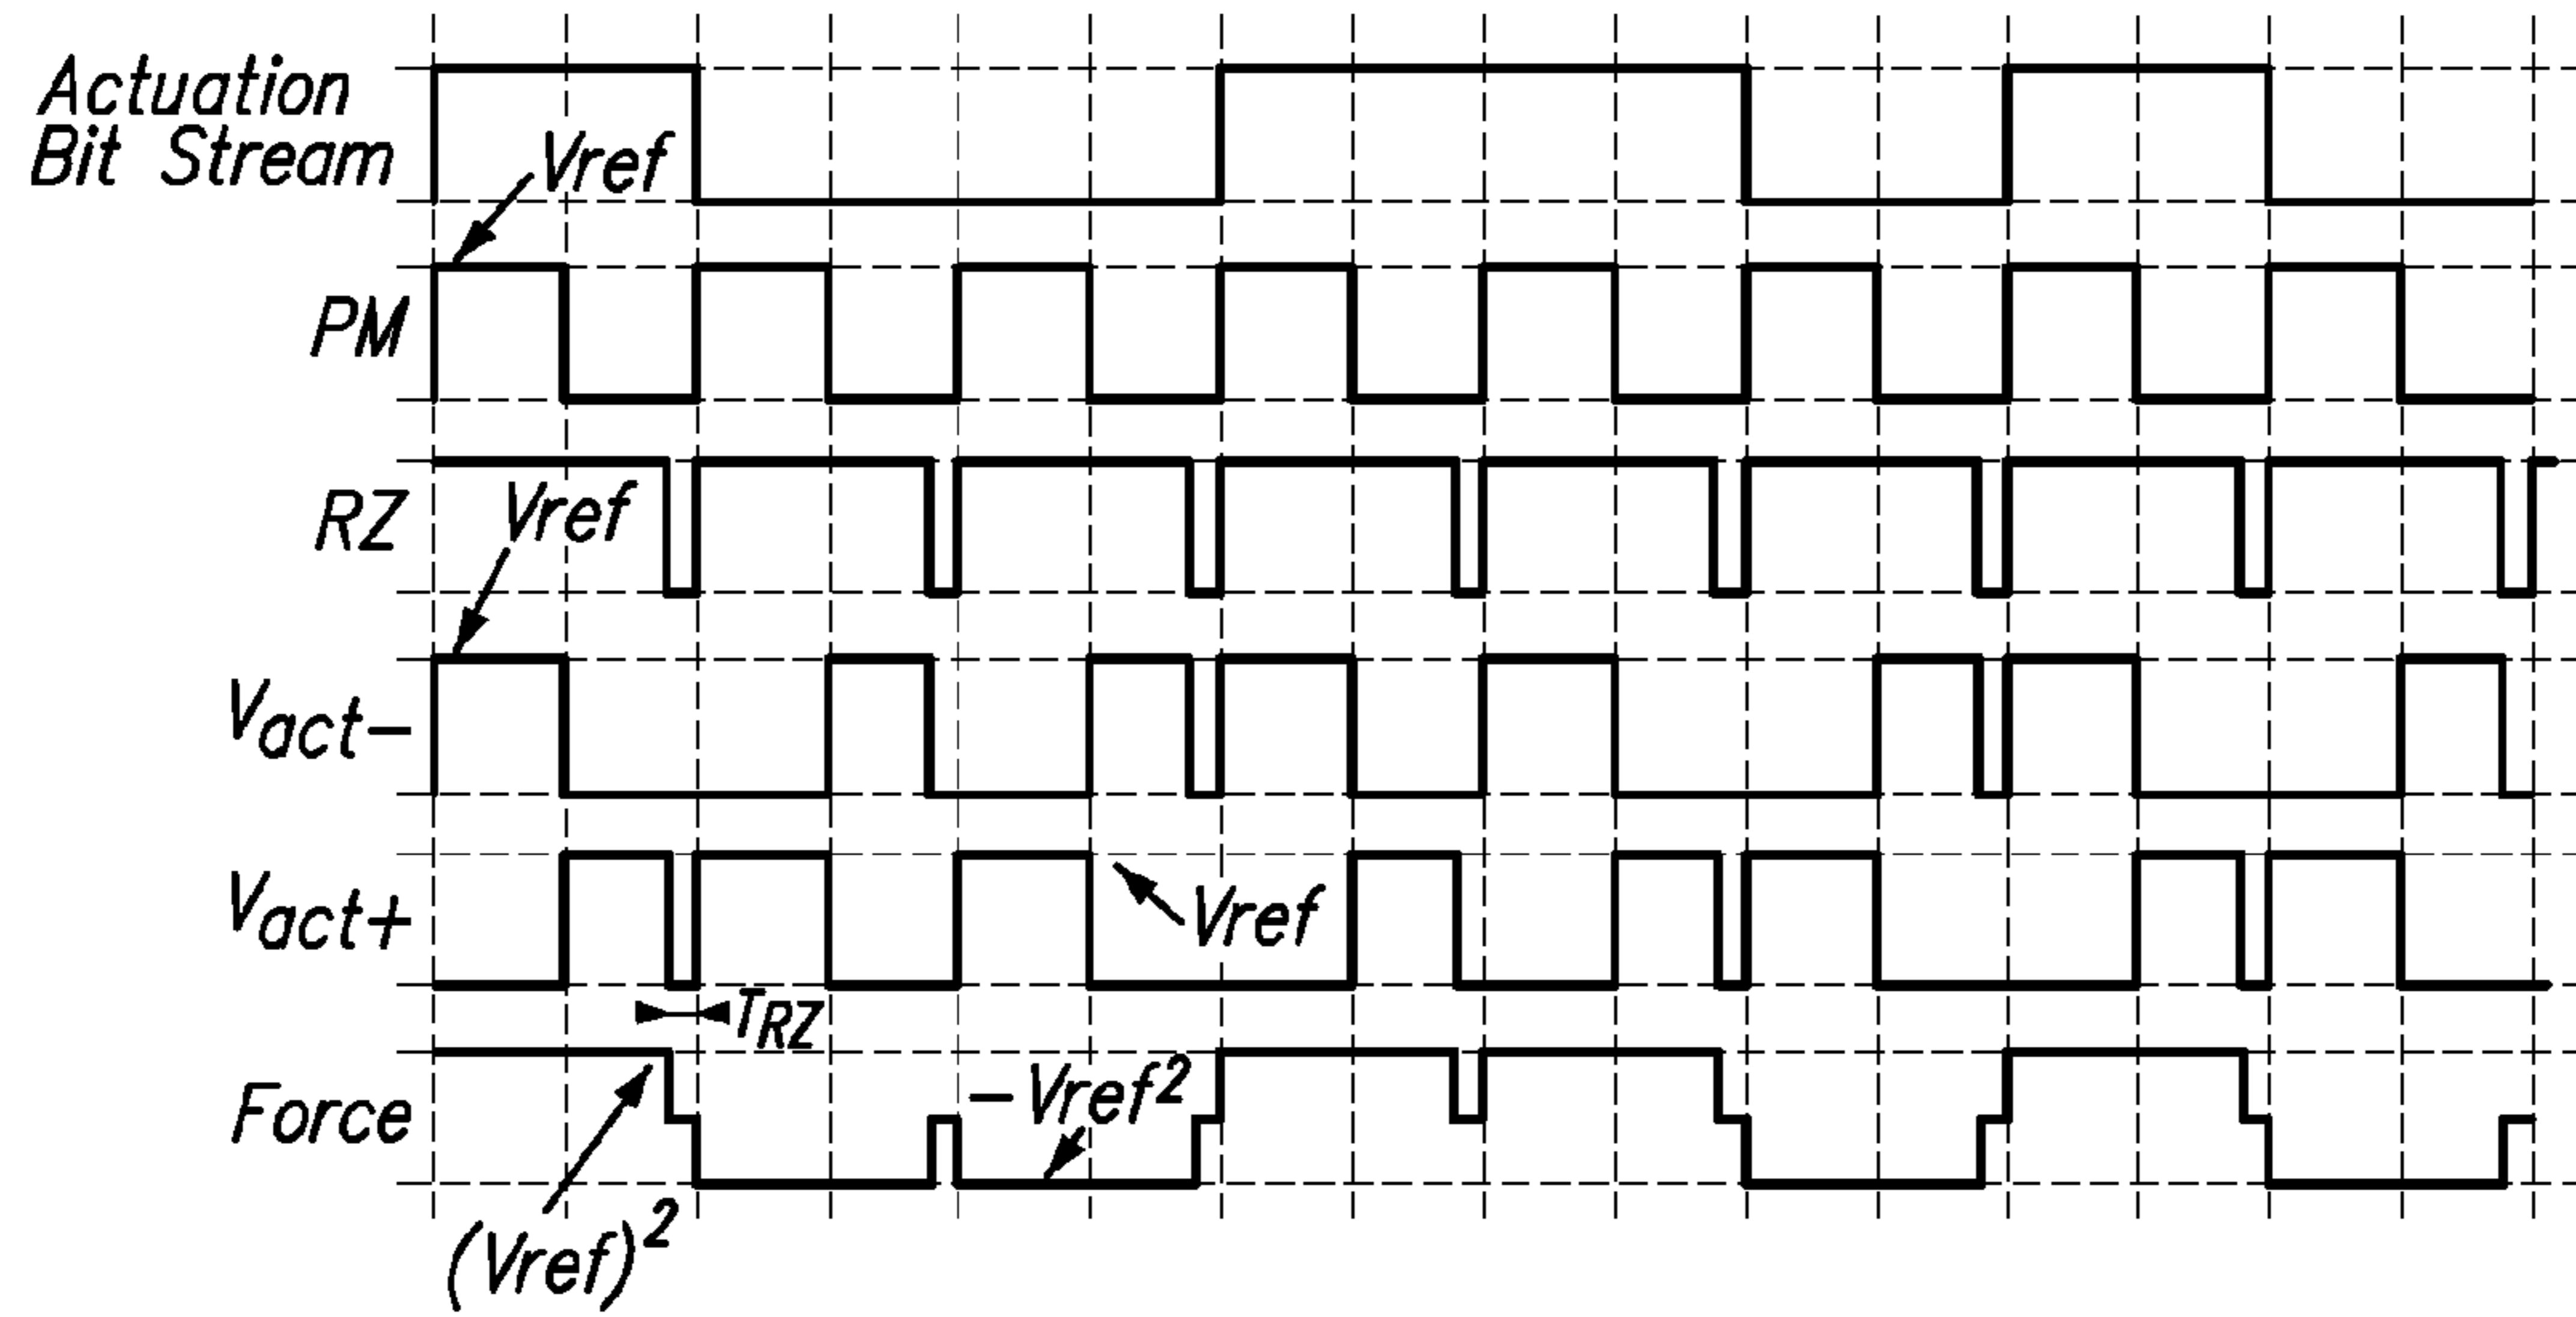 Actuation
Bit Stream
Vref
PM
RZ
Vref
Vact-
Vact+
Vref
TRZ
Force
-Vref2
(Vref)2